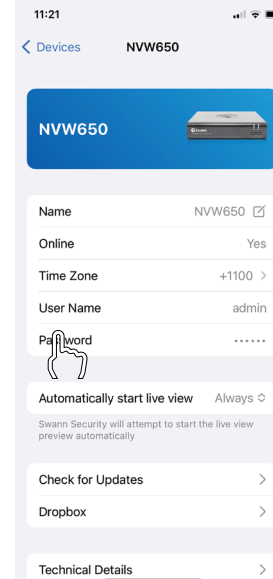 11:21
Devices NVW650
NVW650
Name NVW650
Online Yes
Time Zone +1100
User Name admin
Password ······
Automatically start live view Always
Swann Security will attempt to start the live view
preview automatically
Check for Updates
Dropbox
Technical Details